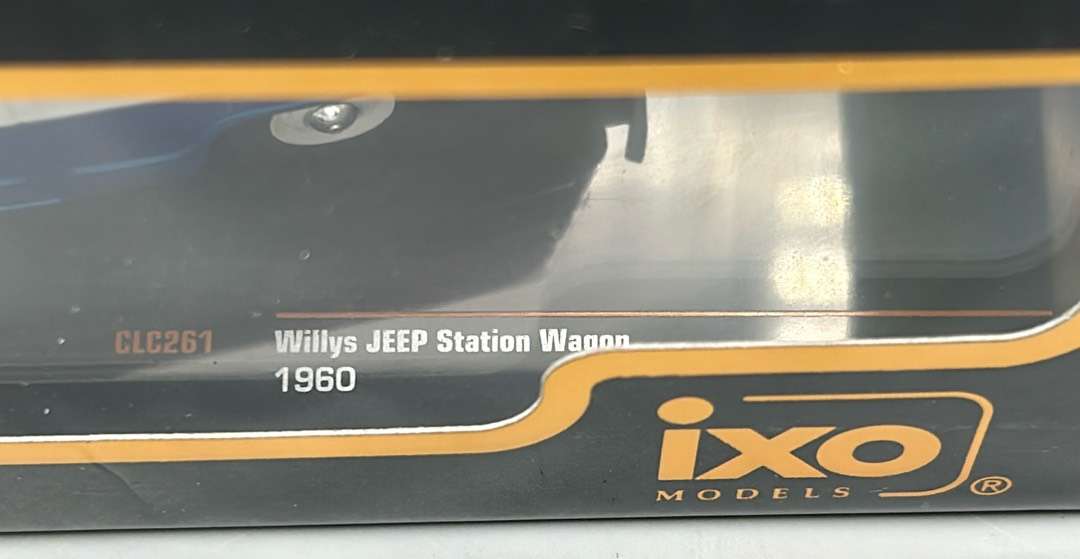 CLC261 Willys JEEP Station Wagon
1960
ixo
MODELS ®